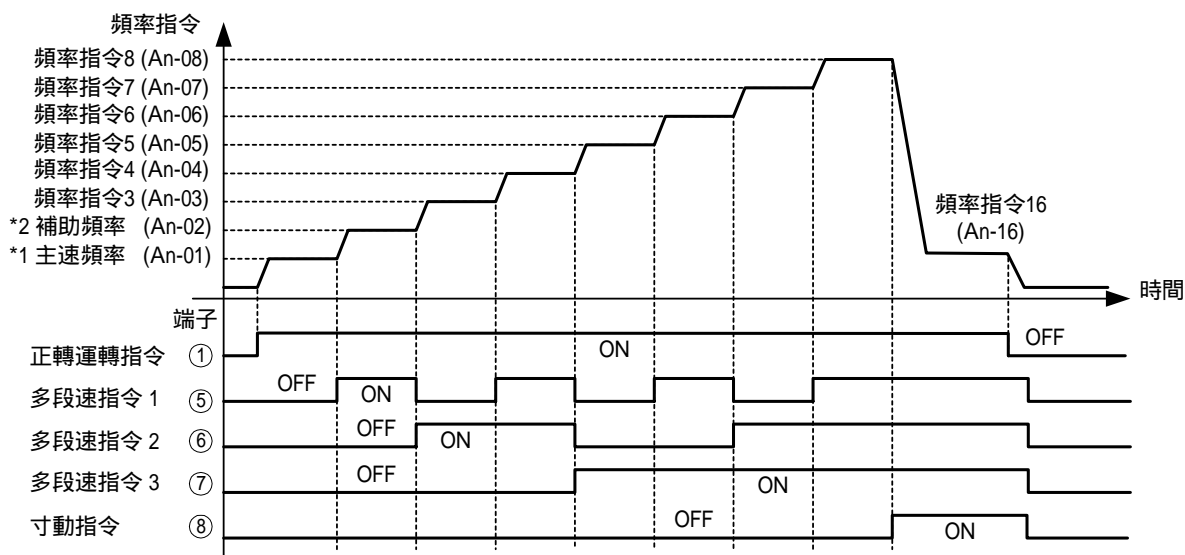 頻率指令
頻率指令8 (An-08)
頻率指令7 (An-07)
頻率指令6 (An-06)
頻率指令5 (An-05)
頻率指令4 (An-04)
頻率指令3 (An-03)
*2 補助頻率 (An-02)
*1 主速頻率 (An-01)
頻率指令16
(An-16)
時間
端子
正轉運轉指令 ① ON OFF
多段速指令 1 ⑤ OFF ON
多段速指令 2 ⑥ OFF ON
多段速指令 3 ⑦ OFF ON
寸動指令 ⑧ OFF ON